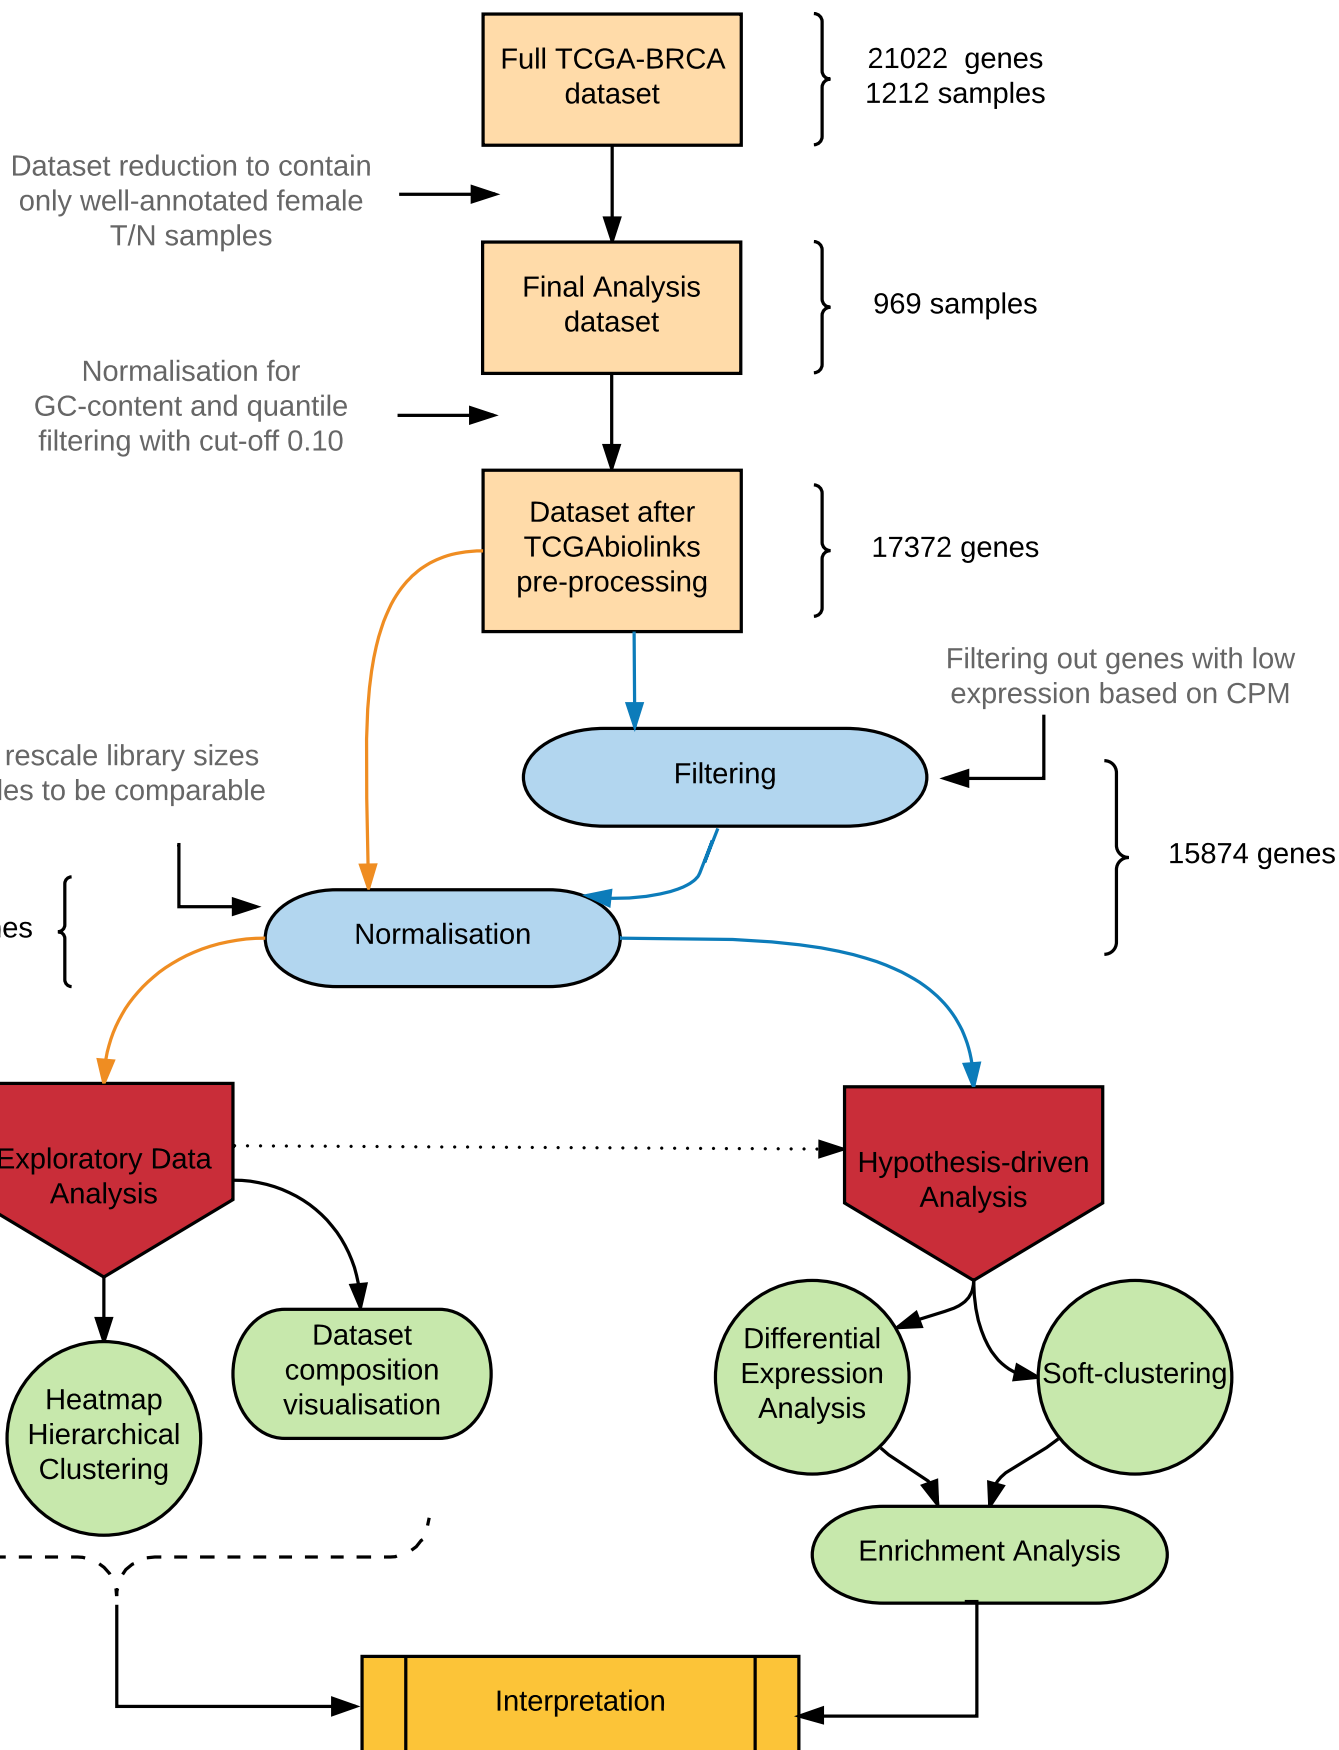 Full TCGA-BRCA
dataset
21022 genes
1212 samples
Dataset reduction to contain
only well-annotated female
T/N samples
Final Analysis
dataset
969 samples
Normalisation for
GC-content and quantile
filtering with cut-off 0.10
Dataset after
TCGAbiolinks
pre-processing
17372 genes
Filtering out genes with low
expression based on CPM
rescale library sizes
to be comparable
Filtering
15874 genes
Normalisation
Exploratory Data
Analysis
Hypothesis-driven
Analysis
Dataset
composition
visualisation
Heatmap
Hierarchical
Clustering
Differential
Expression
Analysis
Soft-clustering
Enrichment Analysis
Interpretation